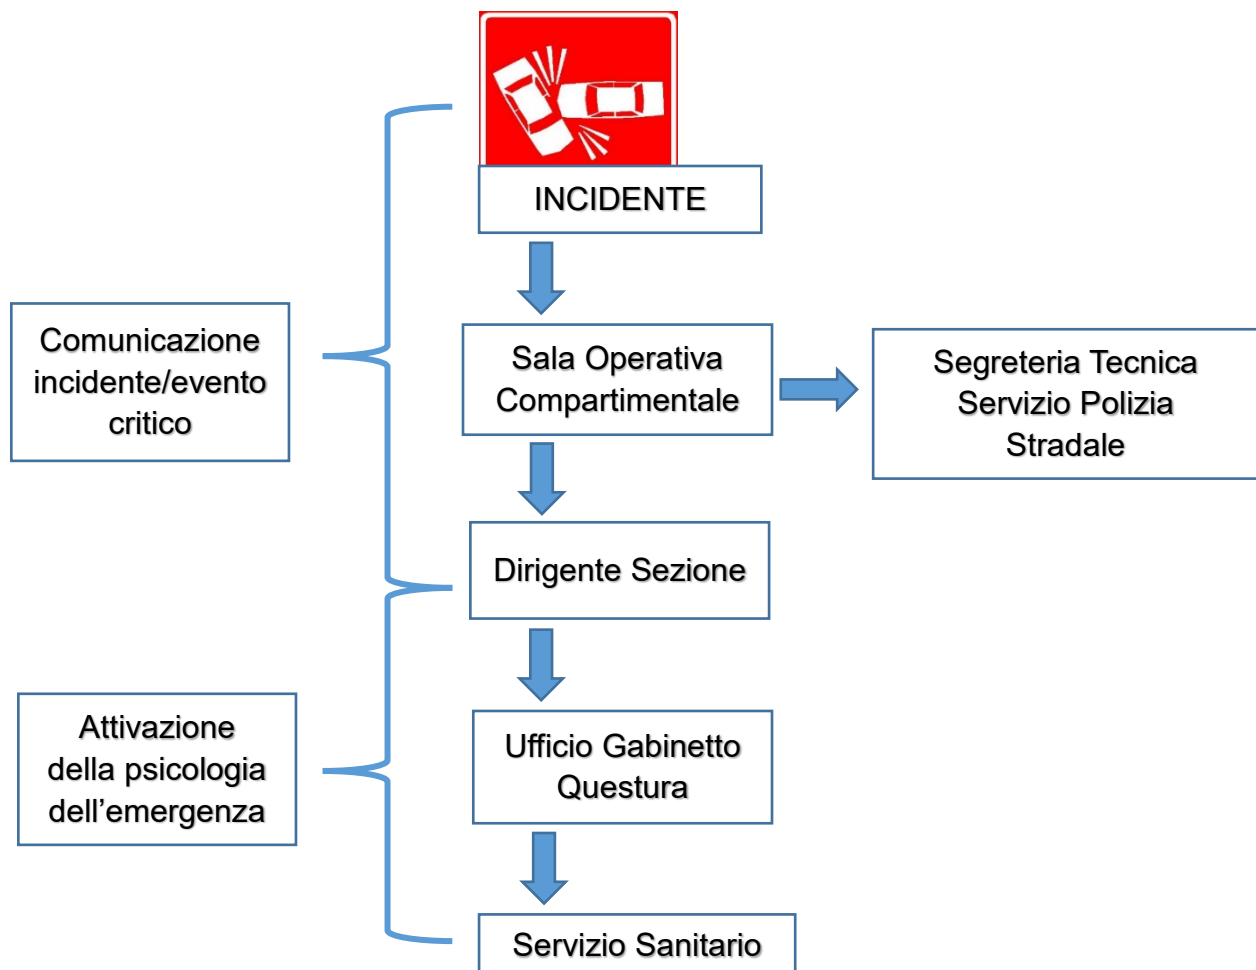 INCIDENTE
Comunicazione
incidente/evento
critico
Sala Operativa
Compartimentale
Segreteria Tecnica
Servizio Polizia
Stradale
Dirigente Sezione
Attivazione
della psicologia
dell’emergenza
Ufficio Gabinetto
Questura
Servizio Sanitario